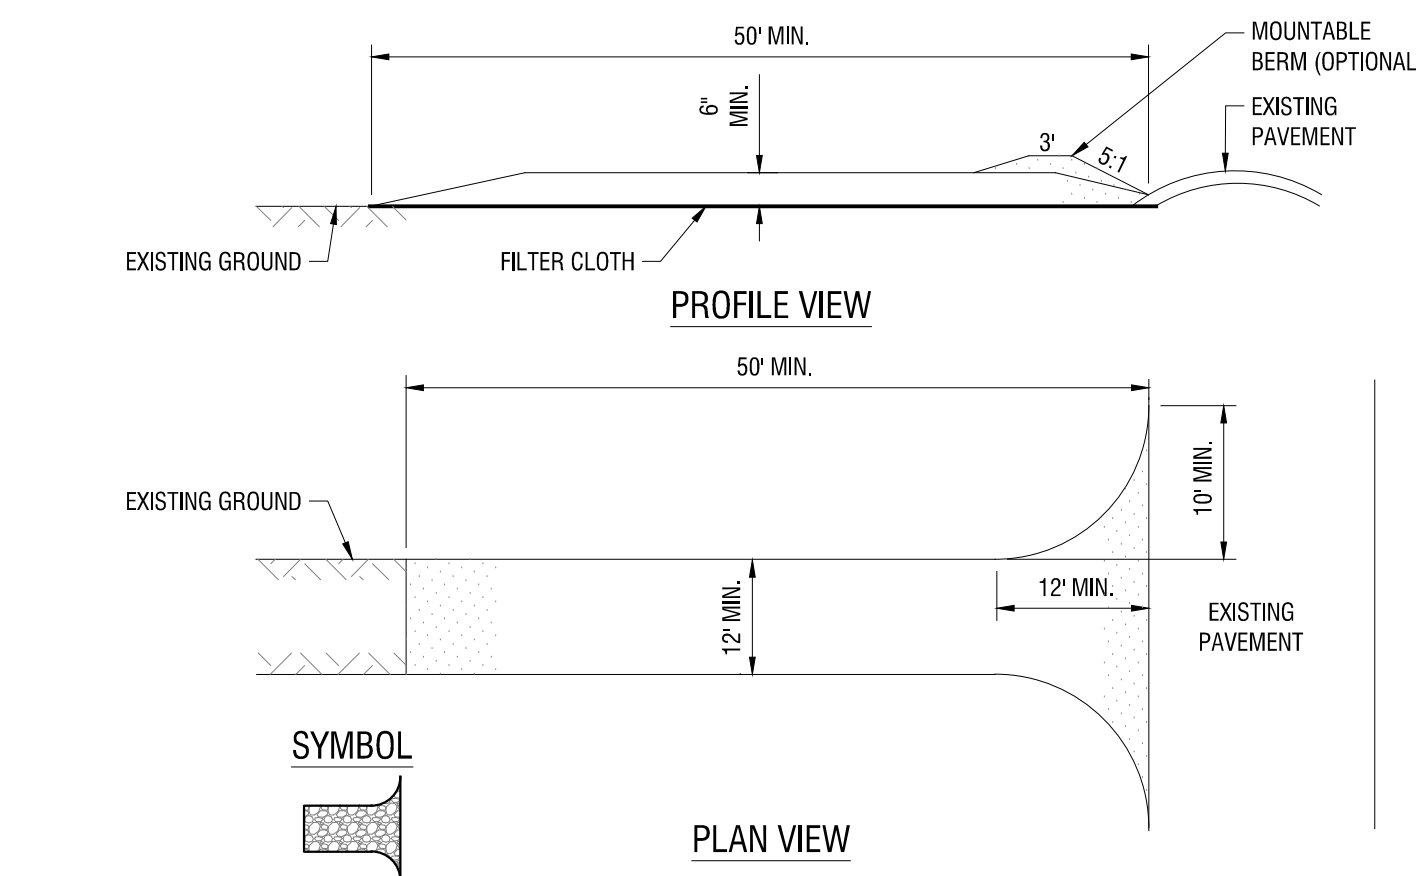 50' MIN.
MOUNTABLE
BERM (OPTIONAL
6"
MIN.
EXISTING
PAVEMENT
3'
5:1
EXISTING GROUND
FILTER CLOTH
PROFILE VIEW
50' MIN.
10' MIN.
EXISTING GROUND
12' MIN.
12' MIN.
EXISTING
PAVEMENT
SYMBOL
PLAN VIEW